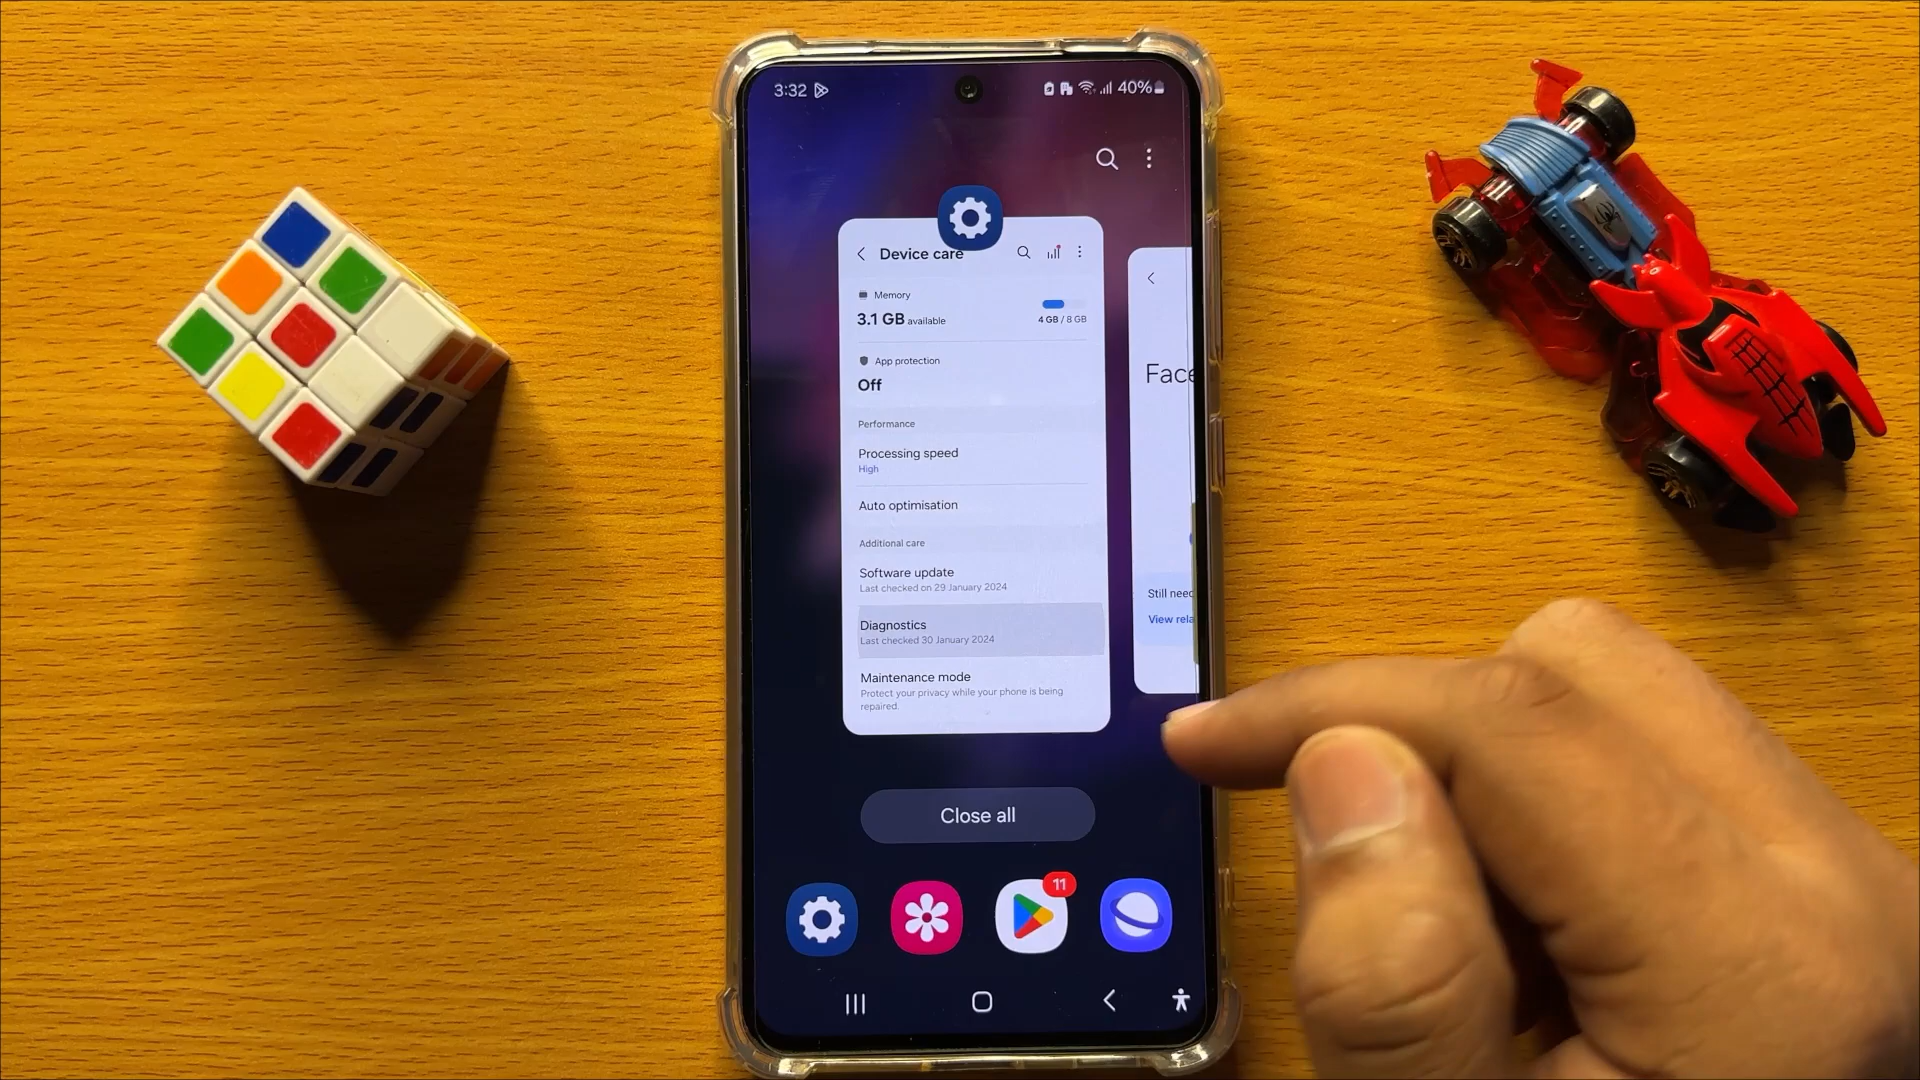 3:32
40%
Device care
Memory
3.1 GB available
4 GB / 8 GB
App protection
Off
Performance
Processing speed
High
Auto optimisation
Additional care
Software update
Last checked on 29 January 2024
Diagnostics
Last checked 30 January 2024
Maintenance mode
Protect your privacy while your phone is being
repaired.
Face
Still need
View rela
Close all
11